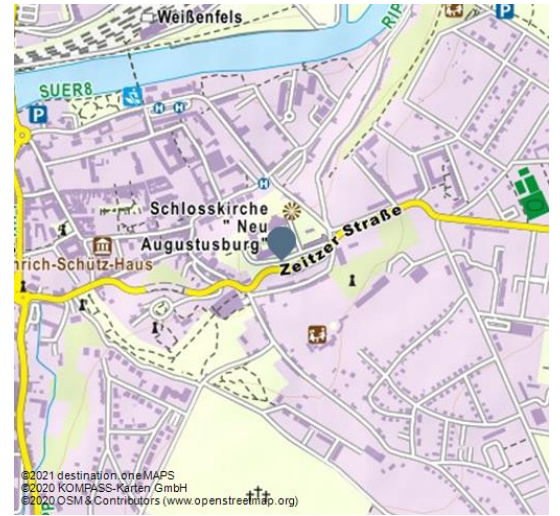 Weißenfels
RIP
SUER8
P
P
H
H
H
Schlosskirche
" Neu
Augustusburg"
Zeitzer Straße
nrich-Schütz-Haus
©2021 destination.one MAPS
©2020 KOMPASS-Karten GmbH
©2020 OSM & Contributors (www.openstreetmap.org)